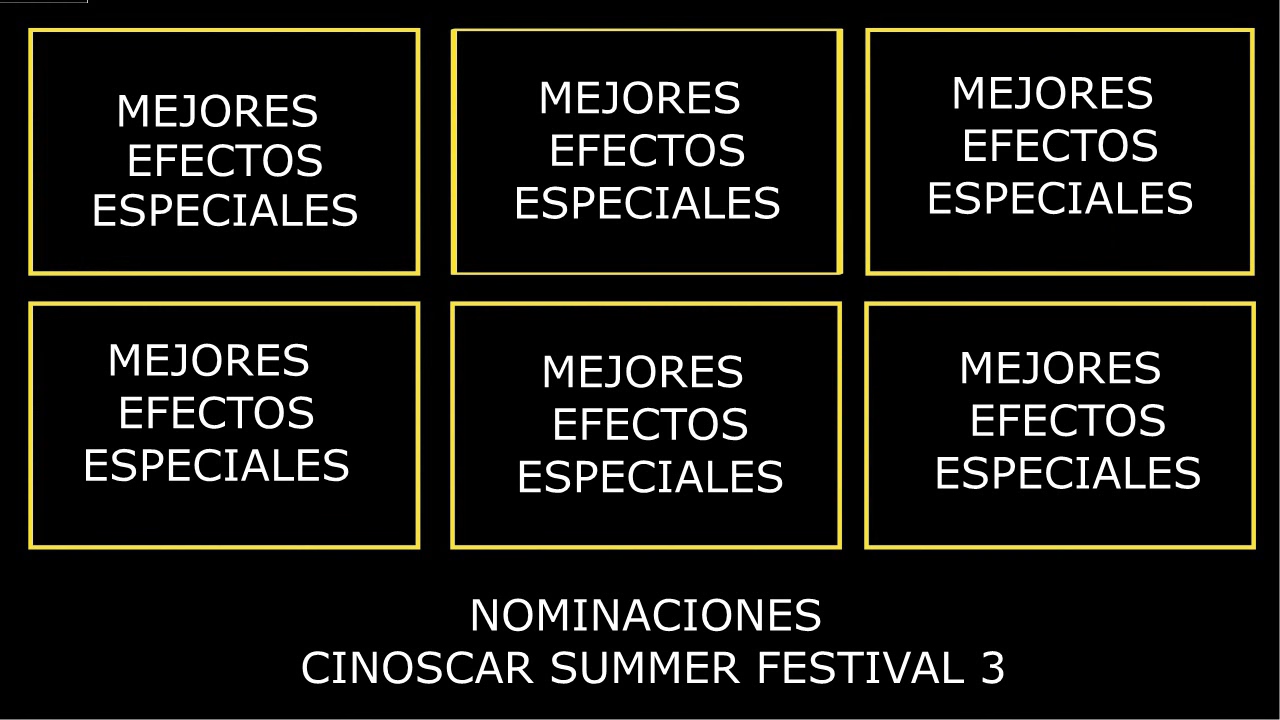 MEJORES
EFECTOS
ESPECIALES
MEJORES
EFECTOS
ESPECIALES
MEJORES
EFECTOS
ESPECIALES
MEJORES
EFECTOS
ESPECIALES
MEJORES
EFECTOS
ESPECIALES
MEJORES
EFECTOS
ESPECIALES
NOMINACIONES
CINOSCAR SUMMER FESTIVAL 3